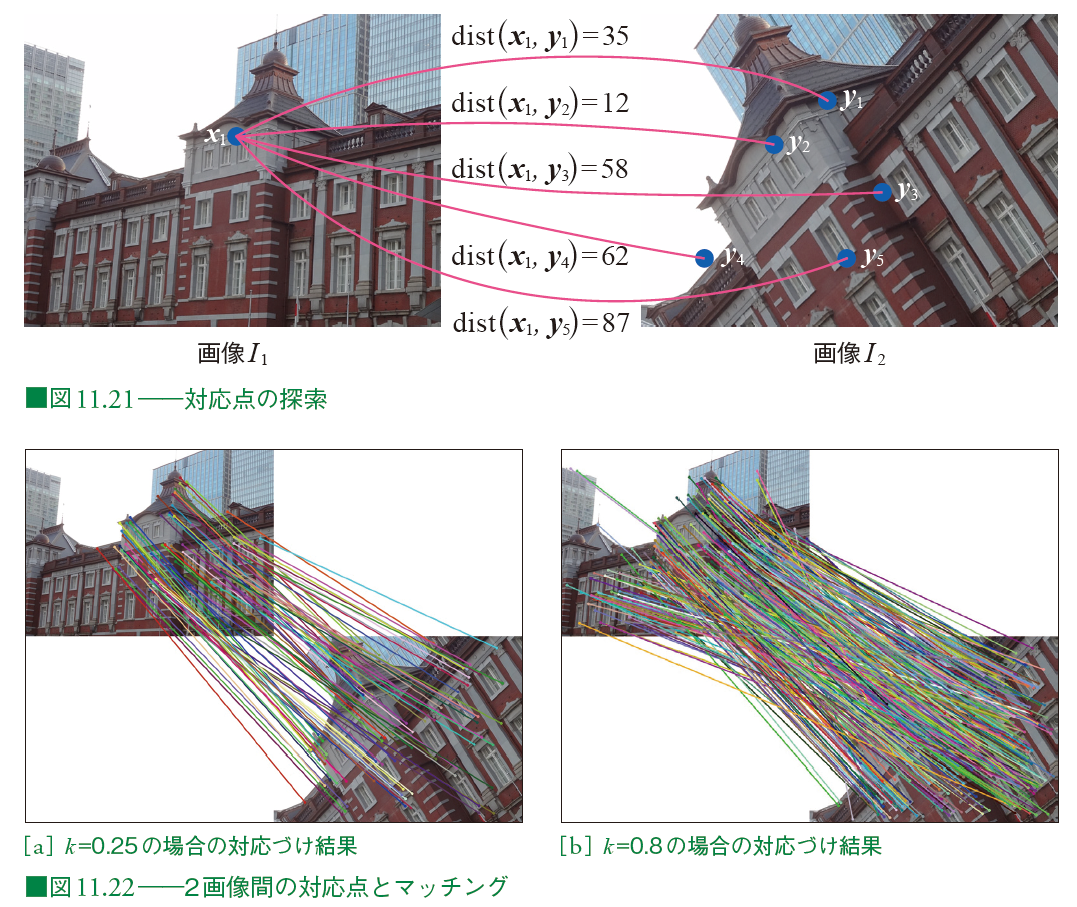 dist(x₁, y₁)=35
dist(x₁, y₂)=12
dist(x₁, y₃)=58
dist(x₁, y₄)=62
dist(x₁, y₅)=87
x₁
y₁
y₂
y₃
y₄
y₅
画像I₁
画像I₂
■図11.21──対応点の探索
[a] k=0.25の場合の対応づけ結果
[b] k=0.8の場合の対応づけ結果
■図11.22──2画像間の対応点とマッチング